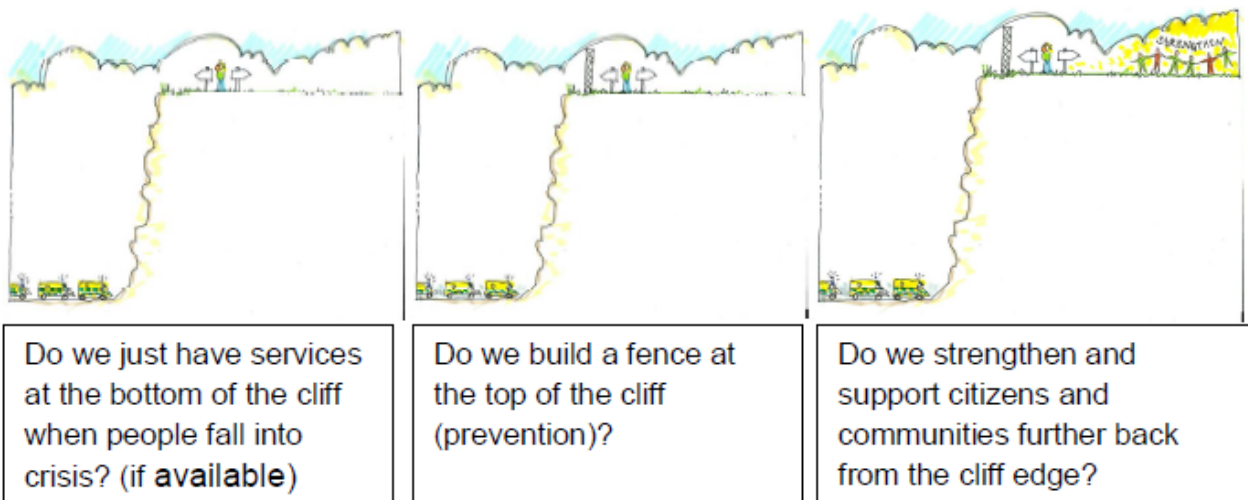 STRENGTHEN
Do we just have services
at the bottom of the cliff
when people fall into
crisis? (if available)
Do we build a fence at
the top of the cliff
(prevention)?
Do we strengthen and
support citizens and
communities further back
from the cliff edge?